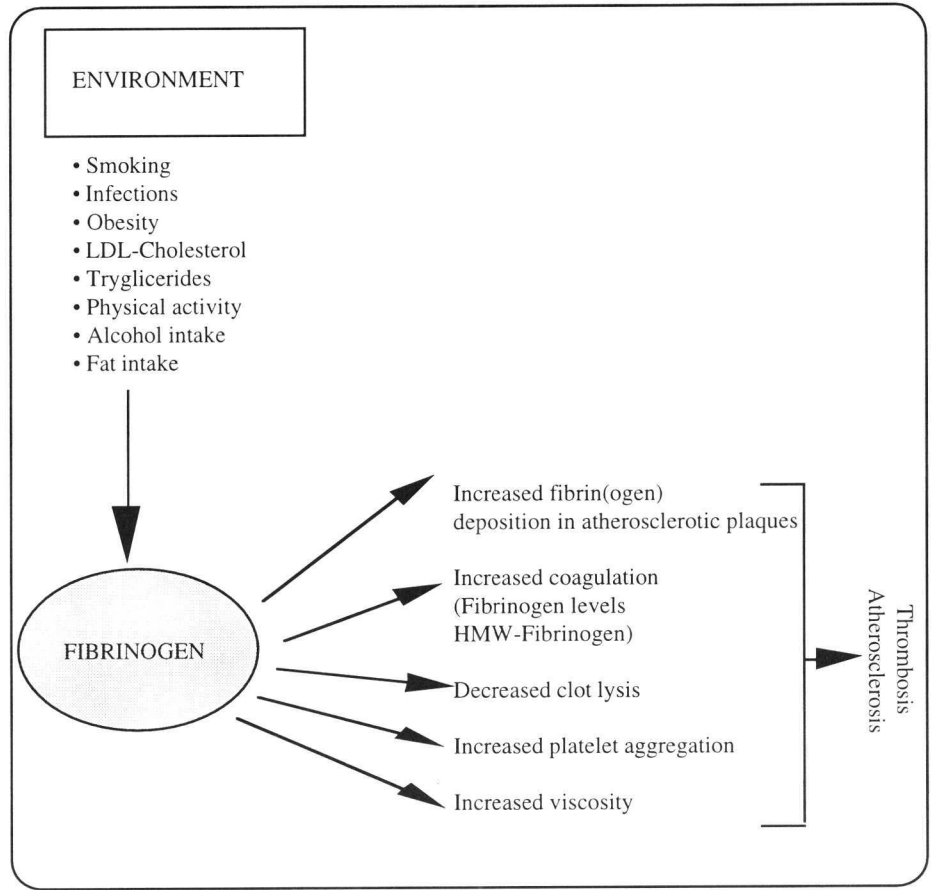 ENVIRONMENT
• Smoking
• Infections
• Obesity
• LDL-Cholesterol
• Tryglicerides
• Physical activity
• Alcohol intake
• Fat intake
FIBRINOGEN
Increased fibrin(ogen)
deposition in atherosclerotic plaques
Increased coagulation
(Fibrinogen levels
HMW-Fibrinogen)
Decreased clot lysis
Increased platelet aggregation
Increased viscosity
Thrombosis
Atherosclerosis